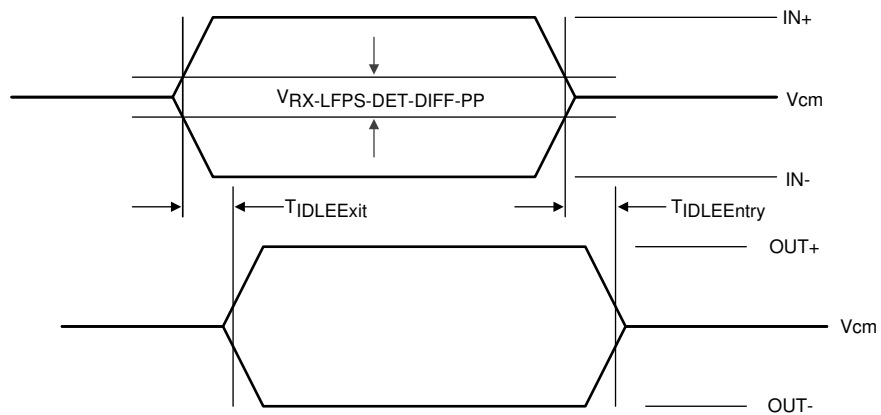 IN+
VRX-LFPS-DET-DIFF-PP
Vcm
IN-
TIDLEExit
TIDLEEntry
OUT+
Vcm
OUT-